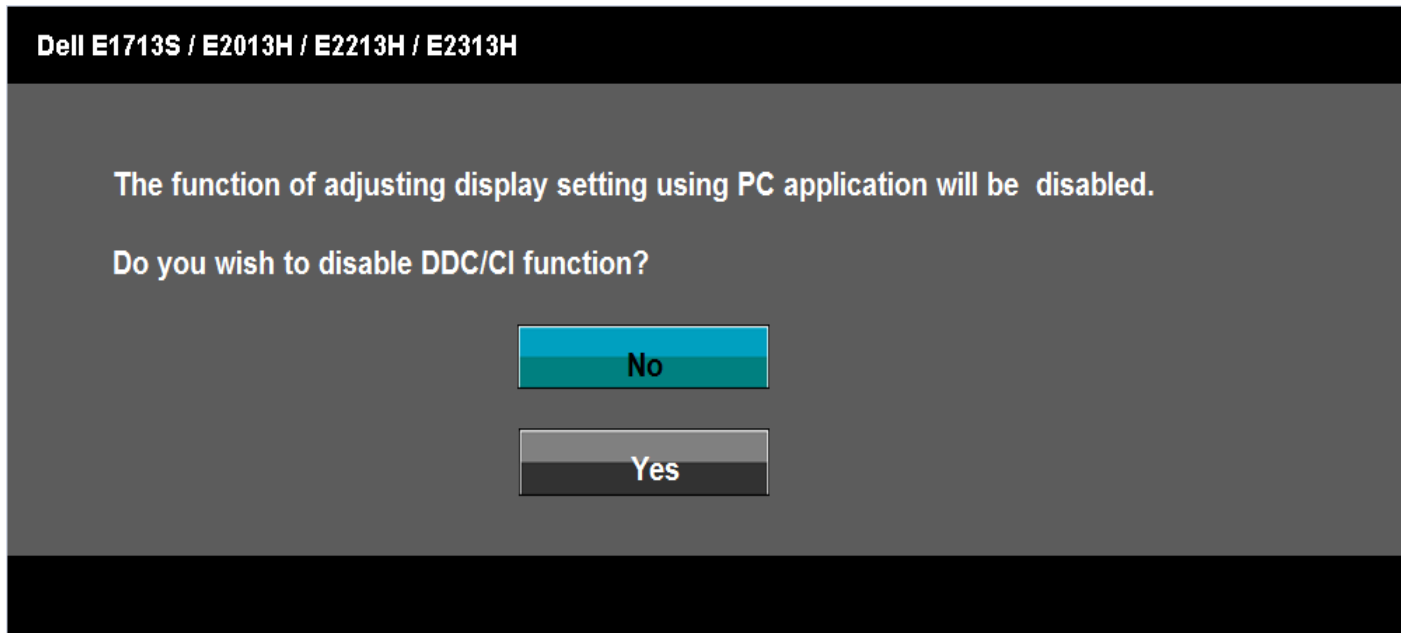 Dell E1713S / E2013H / E2213H / E2313H
The function of adjusting display setting using PC application will be  disabled.
Do you wish to disable DDC/CI function?
No
Yes